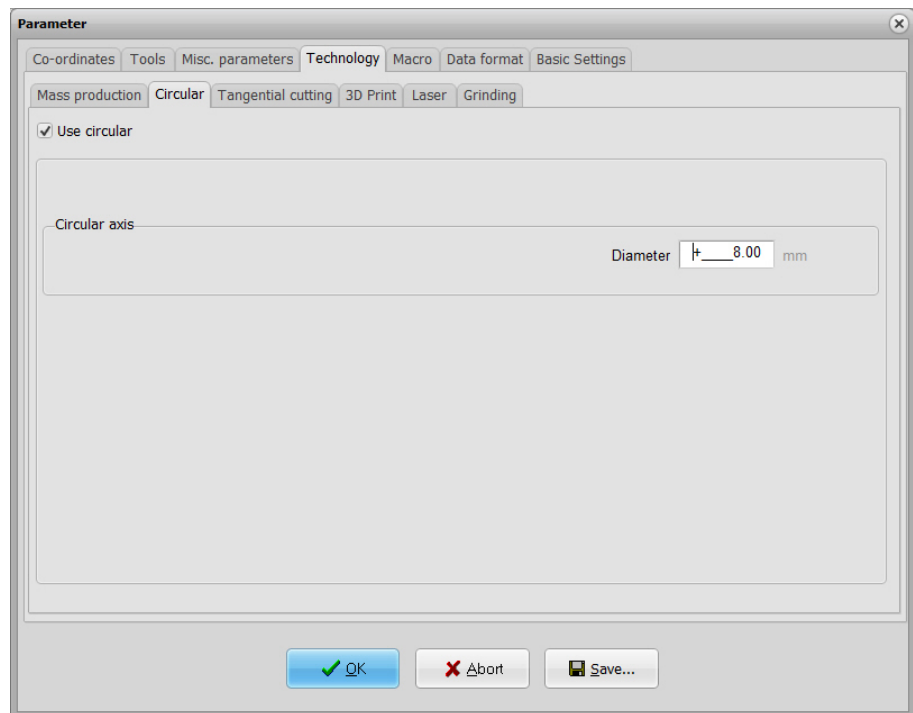 Parameter
Co-ordinates Tools Misc. parameters Technology Macro Data format Basic Settings
Mass production Circular Tangential cutting 3D Print Laser Grinding
Use circular
Circular axis
Diameter +____8.00 mm
OK Abort Save...